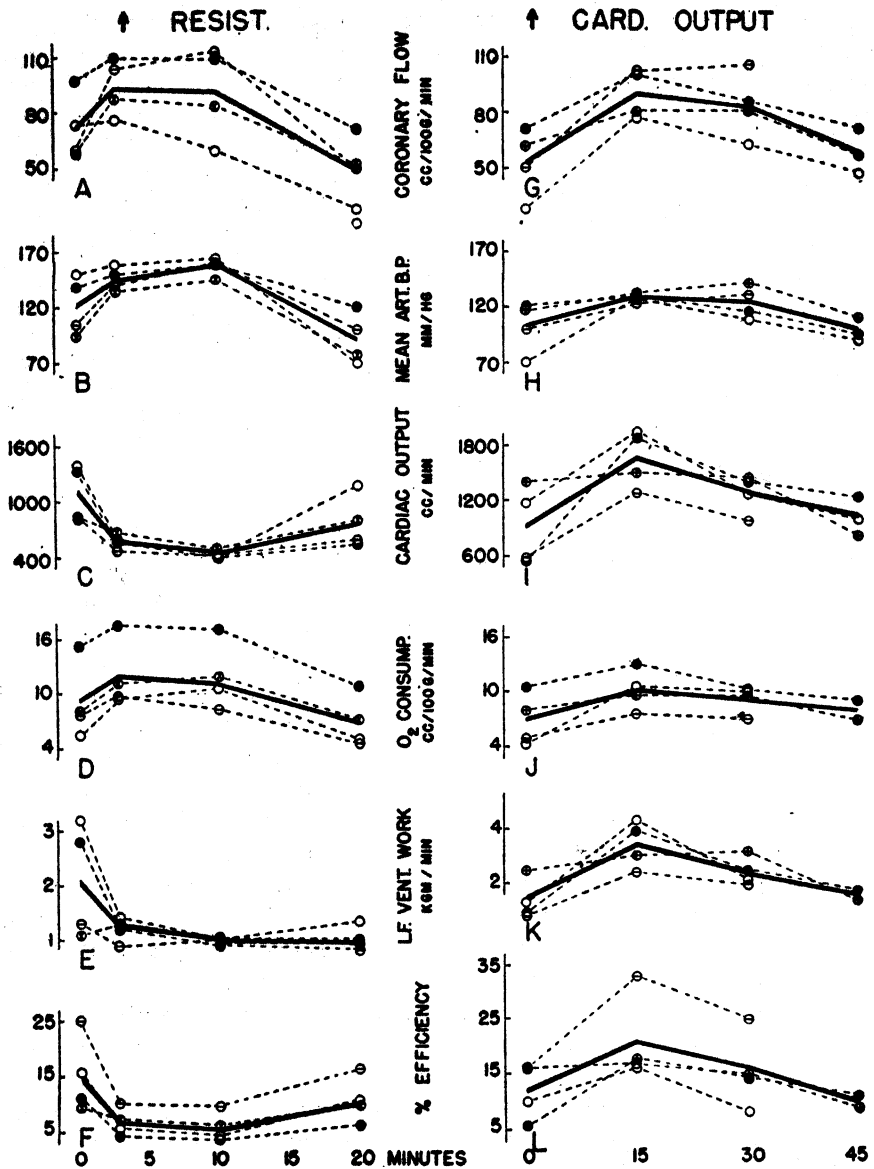 ↑ RESIST.
↑ CARD. OUTPUT
110
80
50
A
CORONARY FLOW
CC/100G/MIN
110
80
50
G
170
120
70
B
MEAN ART. B.P.
MM/HG
170
120
70
H
1600
1000
400
C
CARDIAC OUTPUT
CC/MIN
1800
1200
600
I
16
10
4
D
O2 CONSUMP.
CC/100G/MIN
16
10
4
J
3
2
1
E
LF. VENT. WORK
KGM / MIN
4
2
K
25
15
5
F
% EFFICIENCY
35
25
15
5
L
0 5 10 15 20 MINUTES 0 15 30 45